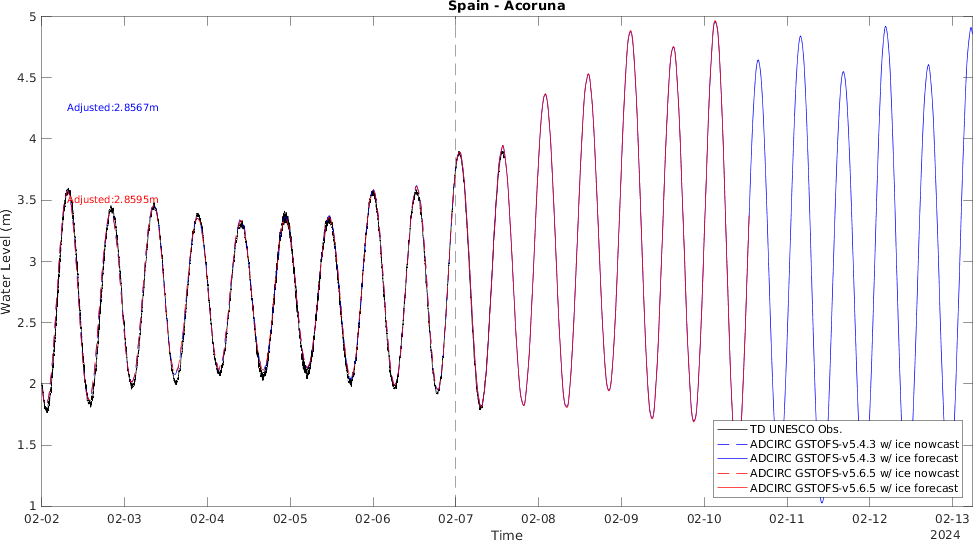 Spain - Acoruna
5
4.5
4
3.5
3
2.5
2
1.5
1
Water Level (m)
Adjusted:2.8567m
Adjusted:2.8595m
TD UNESCO Obs.
ADCIRC GSTOFS-v5.4.3 w/ ice nowcast
ADCIRC GSTOFS-v5.4.3 w/ ice forecast
ADCIRC GSTOFS-v5.6.5 w/ ice nowcast
ADCIRC GSTOFS-v5.6.5 w/ ice forecast
02-02 02-03 02-04 02-05 02-06 02-07 02-08 02-09 02-10 02-11 02-12 02-13
Time
2024